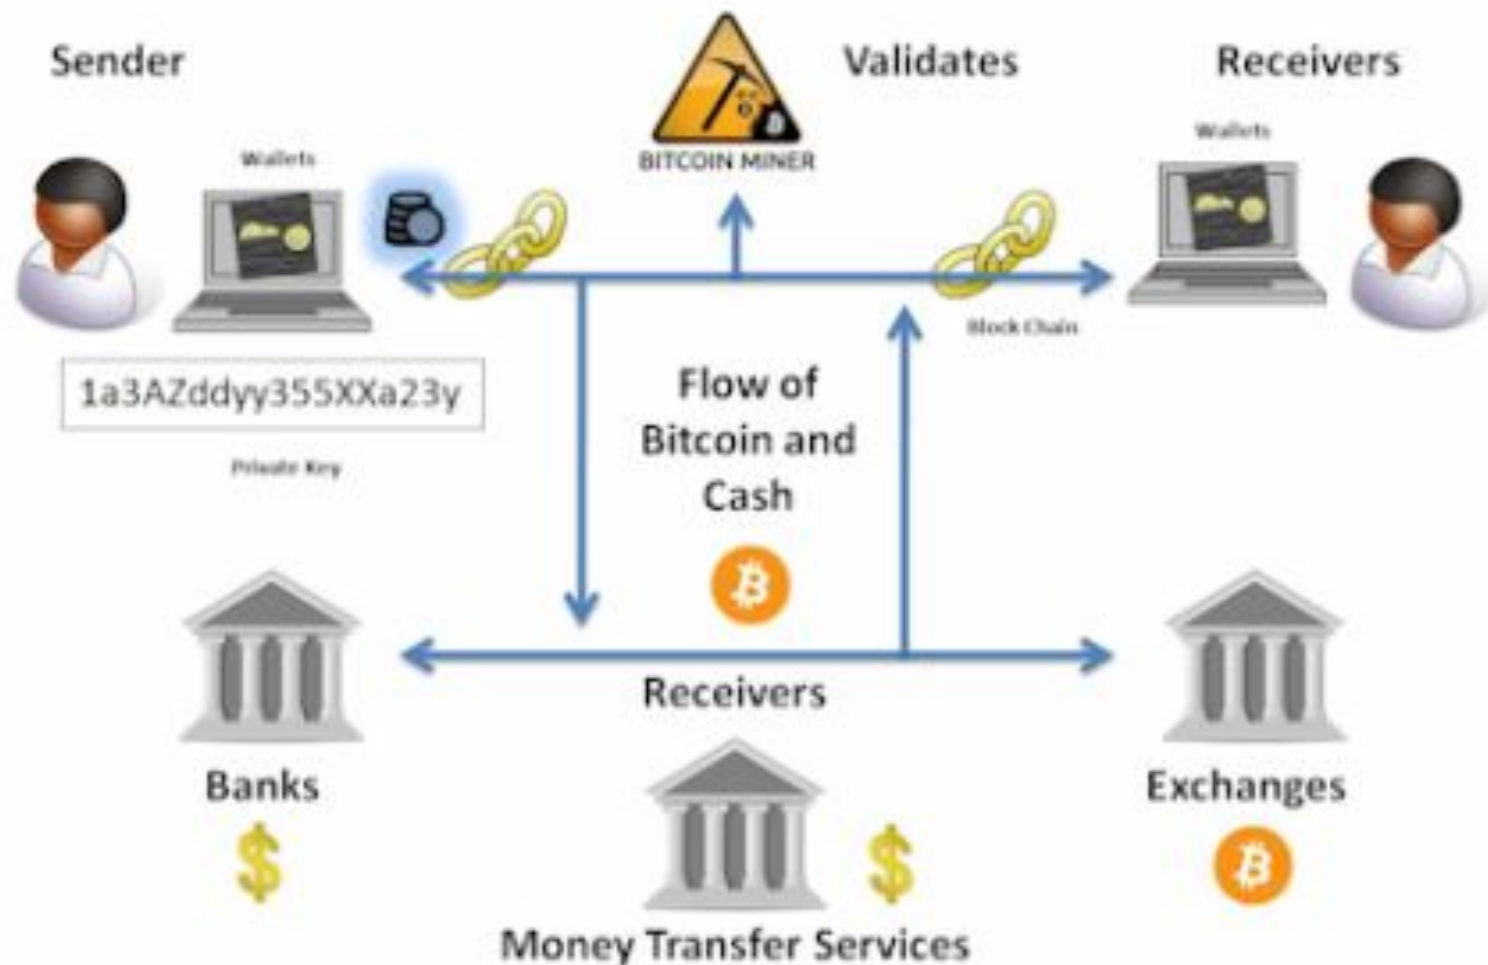 Sender
Validates
Receivers
Wallets
BITCOIN MINER
Wallets
Block Chain
1a3AZddyy355XXa23y
Private Key
Flow of
Bitcoin and
Cash
Receivers
Banks
Exchanges
$
$
Money Transfer Services